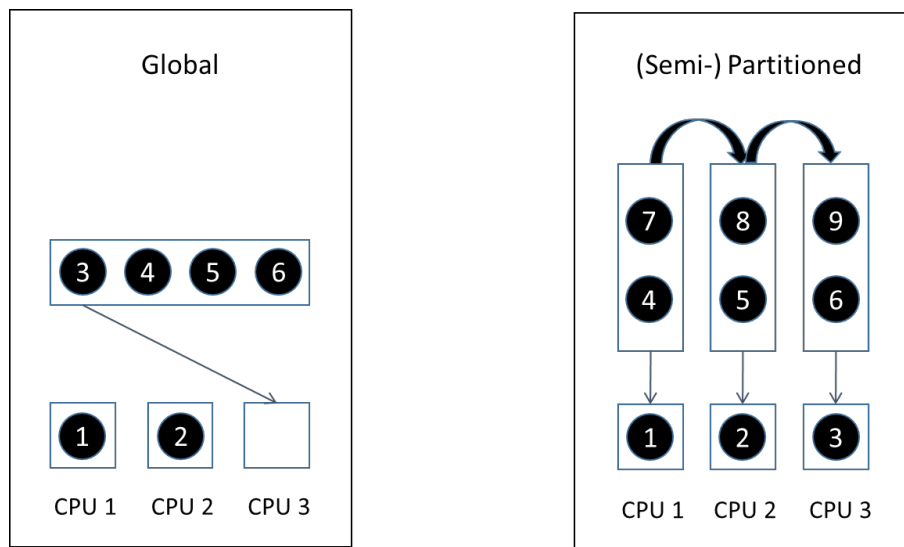 Global
3 4 5 6
1 2
CPU 1 CPU 2 CPU 3
(Semi-) Partitioned
7 8 9
4 5 6
1 2 3
CPU 1 CPU 2 CPU 3